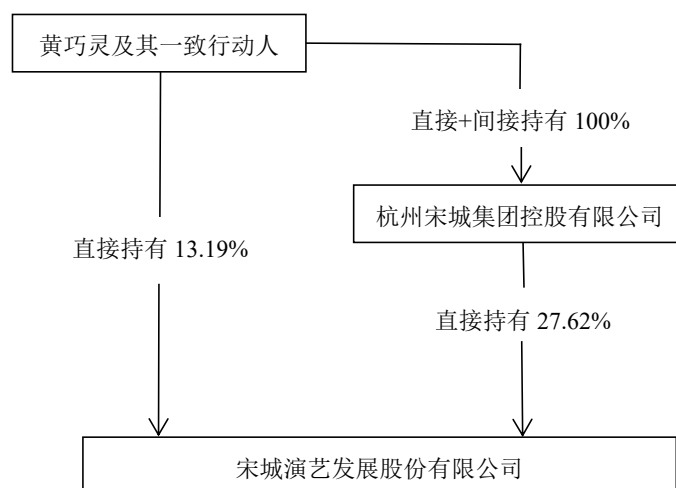 黄巧灵及其一致行动人
直接+间接持有 100%
杭州宋城集团控股有限公司
直接持有 13.19%
直接持有 27.62%
宋城演艺发展股份有限公司